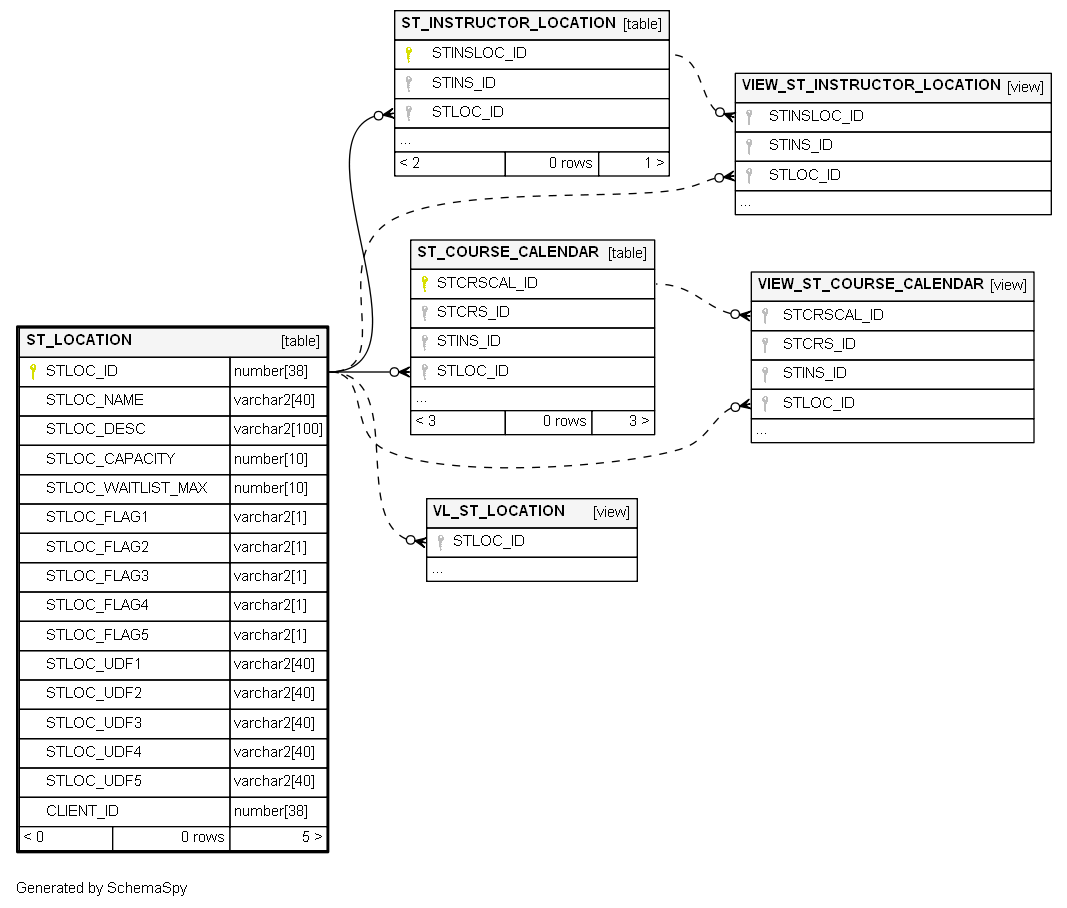 ST_INSTRUCTOR_LOCATION [table]
STINSLOC_ID
STINS_ID
STLOC_ID
...
< 2 0 rows 1 >
VIEW_ST_INSTRUCTOR_LOCATION [view]
STINSLOC_ID
STINS_ID
STLOC_ID
...
ST_COURSE_CALENDAR [table]
STCRSCAL_ID
STCRS_ID
STINS_ID
STLOC_ID
...
< 3 0 rows 3 >
VIEW_ST_COURSE_CALENDAR [view]
STCRSCAL_ID
STCRS_ID
STINS_ID
STLOC_ID
...
ST_LOCATION [table]
STLOC_ID number[38]
STLOC_NAME varchar2[40]
STLOC_DESC varchar2[100]
STLOC_CAPACITY number[10]
STLOC_WAITLIST_MAX number[10]
STLOC_FLAG1 varchar2[1]
STLOC_FLAG2 varchar2[1]
STLOC_FLAG3 varchar2[1]
STLOC_FLAG4 varchar2[1]
STLOC_FLAG5 varchar2[1]
STLOC_UDF1 varchar2[40]
STLOC_UDF2 varchar2[40]
STLOC_UDF3 varchar2[40]
STLOC_UDF4 varchar2[40]
STLOC_UDF5 varchar2[40]
CLIENT_ID number[38]
< 0 0 rows 5 >
VL_ST_LOCATION [view]
STLOC_ID
...
Generated by SchemaSpy